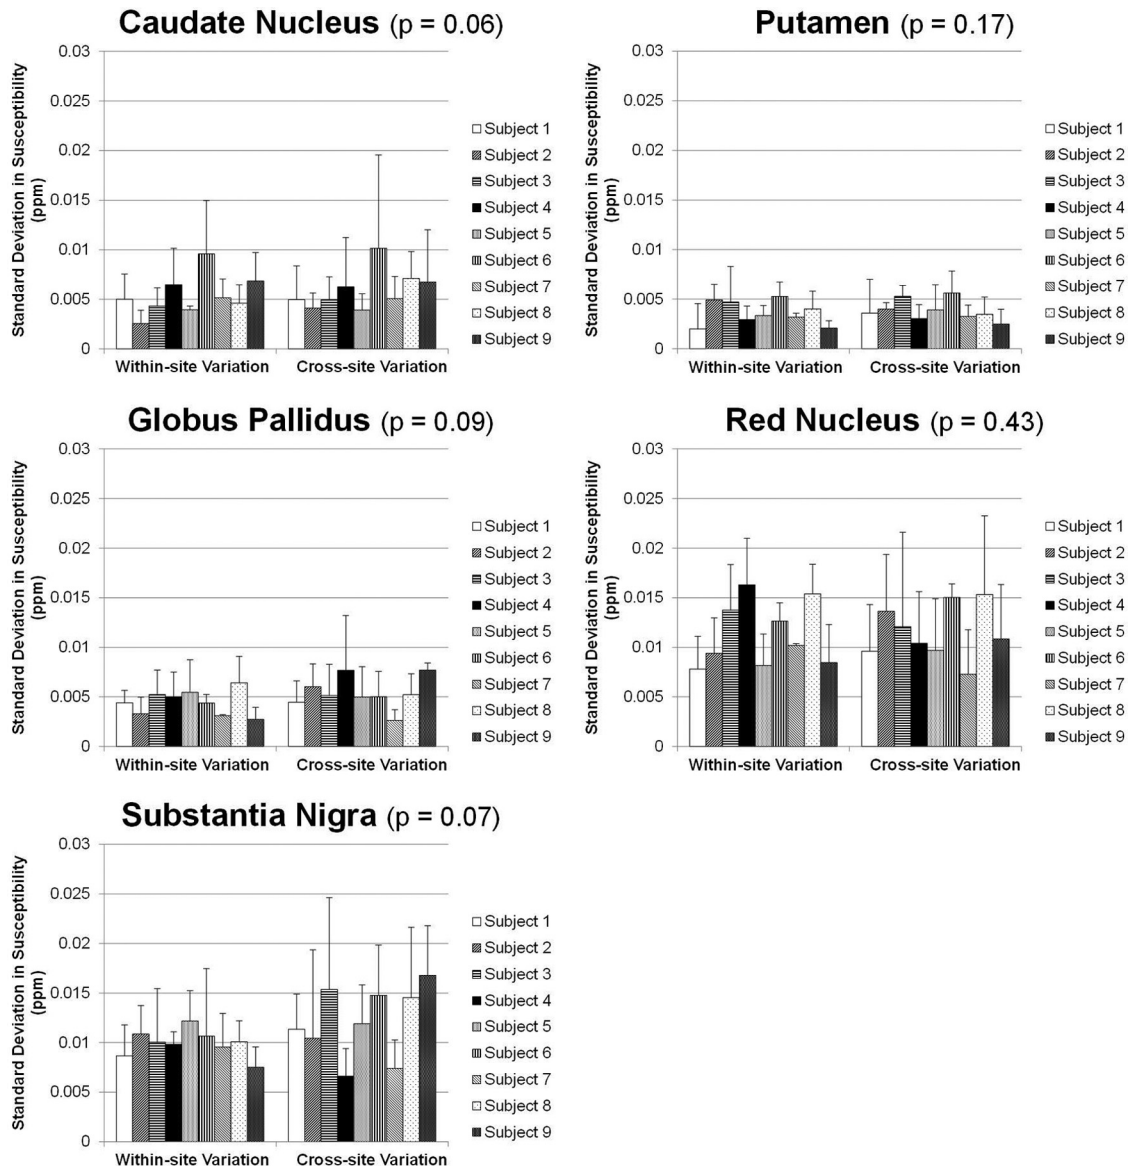 Caudate Nucleus (p = 0.06)
Standard Deviation in Susceptibility
(ppm)
0.03
0.025
0.02
0.015
0.01
0.005
0
Within-site Variation
Cross-site Variation
Subject 1
Subject 2
Subject 3
Subject 4
Subject 5
Subject 6
Subject 7
Subject 8
Subject 9
Putamen (p = 0.17)
Standard Deviation in Susceptibility
(ppm)
0.03
0.025
0.02
0.015
0.01
0.005
0
Within-site Variation
Cross-site Variation
Subject 1
Subject 2
Subject 3
Subject 4
Subject 5
Subject 6
Subject 7
Subject 8
Subject 9
Globus Pallidus (p = 0.09)
Standard Deviation in Susceptibility
(ppm)
0.03
0.025
0.02
0.015
0.01
0.005
0
Within-site Variation
Cross-site Variation
Subject 1
Subject 2
Subject 3
Subject 4
Subject 5
Subject 6
Subject 7
Subject 8
Subject 9
Red Nucleus (p = 0.43)
Standard Deviation in Susceptibility
(ppm)
0.03
0.025
0.02
0.015
0.01
0.005
0
Within-site Variation
Cross-site Variation
Subject 1
Subject 2
Subject 3
Subject 4
Subject 5
Subject 6
Subject 7
Subject 8
Subject 9
Substantia Nigra (p = 0.07)
Standard Deviation in Susceptibility
(ppm)
0.03
0.025
0.02
0.015
0.01
0.005
0
Within-site Variation
Cross-site Variation
Subject 1
Subject 2
Subject 3
Subject 4
Subject 5
Subject 6
Subject 7
Subject 8
Subject 9